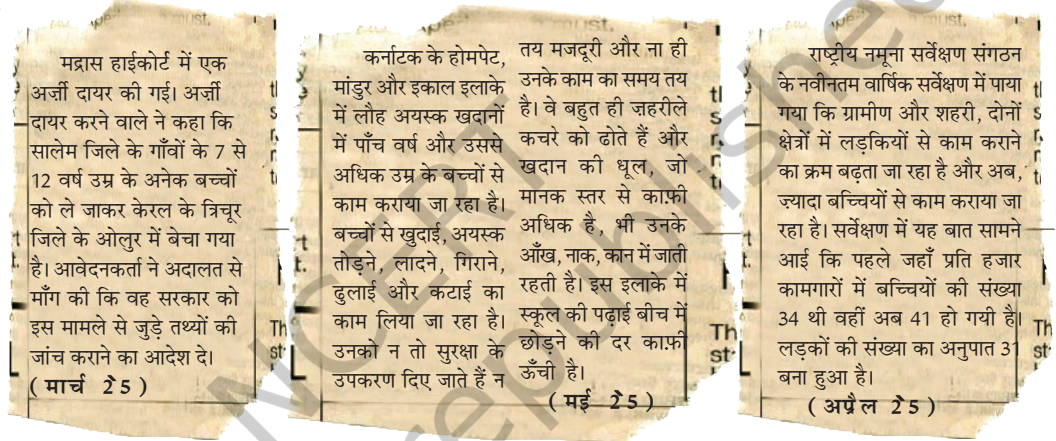 मद्रास हाईकोर्ट में एक
अर्ज़ी दायर की गई। अर्ज़ी
दायर करने वाले ने कहा कि
सालेम जिले के गाँवों के 7 से
12 वर्ष उम्र के अनेक बच्चों
को ले जाकर केरल के त्रिचूर
जिले के ओलुर में बेचा गया
है। आवेदनकर्ता ने अदालत से
माँग की कि वह सरकार को
इस मामले से जुड़े तथ्यों की
जांच कराने का आदेश दे।
( मार्च 25 )
कर्नाटक के होमपेट,
मांडुर और इकाल इलाके
में लौह अयस्क खदानों
में पाँच वर्ष और उससे
अधिक उम्र के बच्चों से
काम कराया जा रहा है।
बच्चों से खुदाई, अयस्क
तोड़ने, लादने, गिराने,
ढुलाई और कटाई का
काम लिया जा रहा है।
उनको न तो सुरक्षा के
उपकरण दिए जाते हैं न
तय मजदूरी और ना ही
उनके काम का समय तय
है। वे बहुत ही ज़हरीले
कचरे को ढोते हैं और
खदान की धूल, जो
मानक स्तर से का.फी
अधिक है, भी उनके
आँख, नाक, कान में जाती
रहती है। इस इलाके में
स्कूल की पढ़ाई बीच में
छोड़ने की दर का.फी
ऊँची है।
( मई 25 )
राष्ट्रीय नमूना सर्वेक्षण संगठन
के नवीनतम वार्षिक सर्वेक्षण में पाया
गया कि ग्रामीण और शहरी, दोनों
क्षेत्रों में लड़कियों से काम कराने
का क्रम बढ़ता जा रहा है और अब,
ज़्यादा बच्चियों से काम कराया जा
रहा है। सर्वेक्षण में यह बात सामने
आई कि पहले जहाँ प्रति हजार
कामगारों में बच्चियों की संख्या
34 थी वहीं अब 41 हो गयी है।
लड़कों की संख्या का अनुपात 31
बना हुआ है।
( अप्रैल 25 )
NCERT
republished